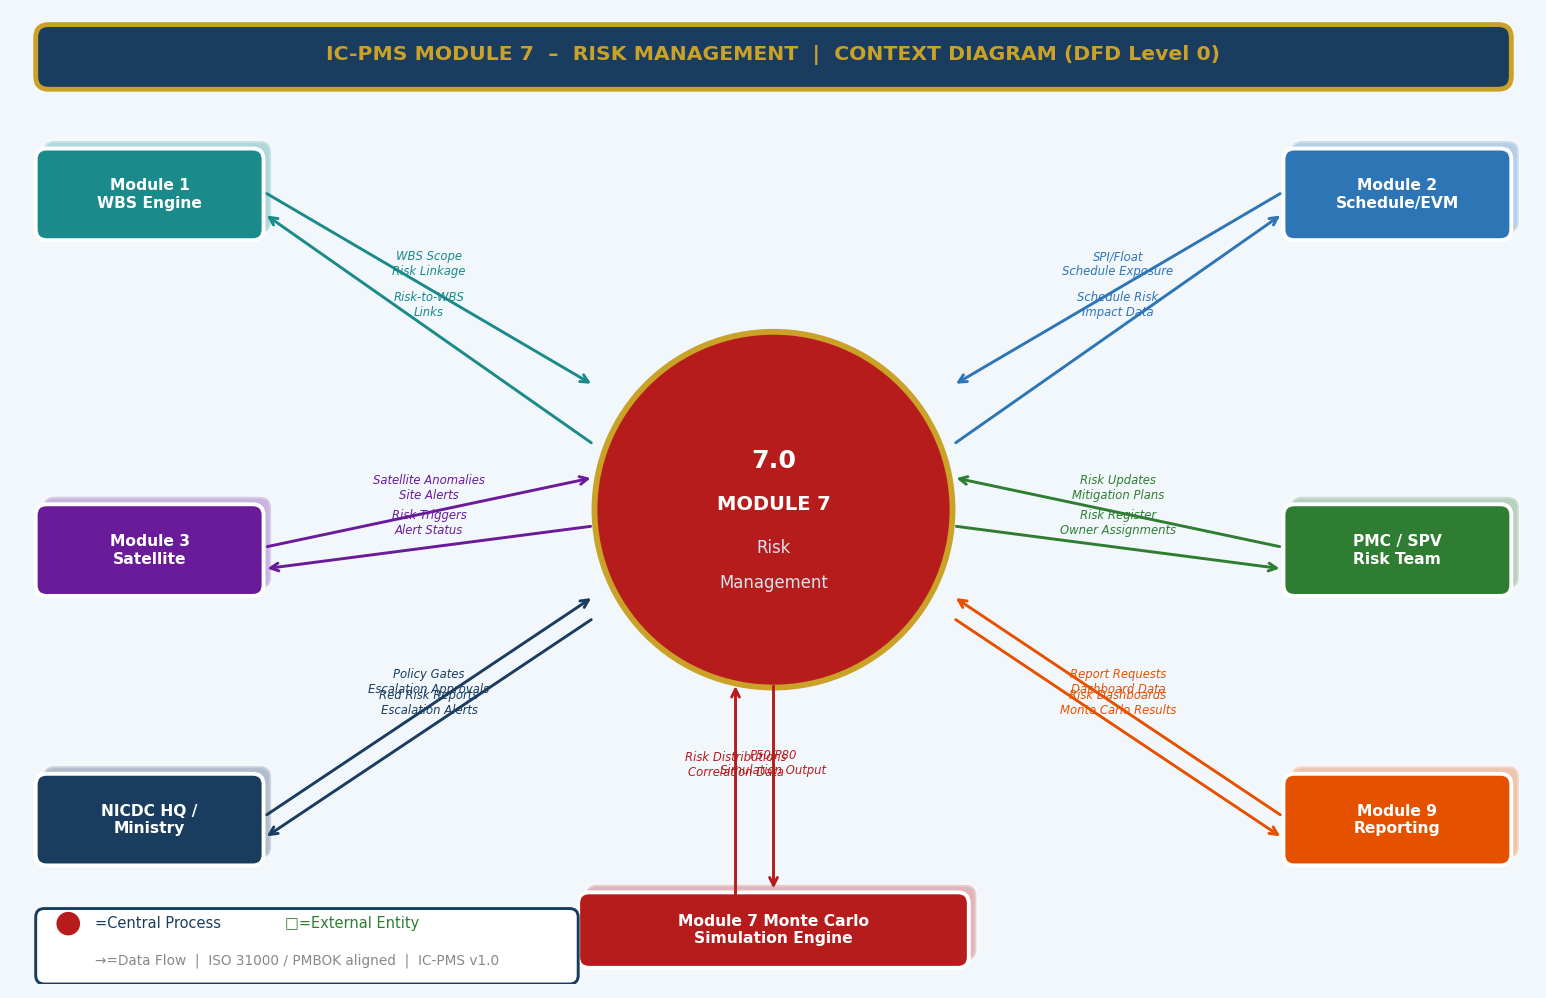 IC-PMS MODULE 7 – RISK MANAGEMENT | CONTEXT DIAGRAM (DFD Level 0)
Module 1
WBS Engine
Module 2
Schedule/EVM
WBS Scope
Risk Linkage
Risk-to-WBS
Links
SPI/Float
Schedule Exposure
Schedule Risk
Impact Data
7.0
MODULE 7
Risk
Management
Satellite Anomalies
Site Alerts
Risk Triggers
Alert Status
Risk Updates
Mitigation Plans
Risk Register
Owner Assignments
Module 3
Satellite
PMC / SPV
Risk Team
Policy Gates
Escalation Approvals
Red Risk Reports
Escalation Alerts
Report Requests
Dashboard Data
Risk Dashboards
Monte Carlo Results
Risk Distributions
Correlation Data
P50/P80
Simulation Output
NICDC HQ /
Ministry
Module 9
Reporting
Module 7 Monte Carlo
Simulation Engine
=Central Process □=External Entity
→=Data Flow | ISO 31000 / PMBOK aligned | IC-PMS v1.0